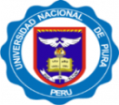 UNIVERSIDAD NACIONAL DE PIURA
PERU